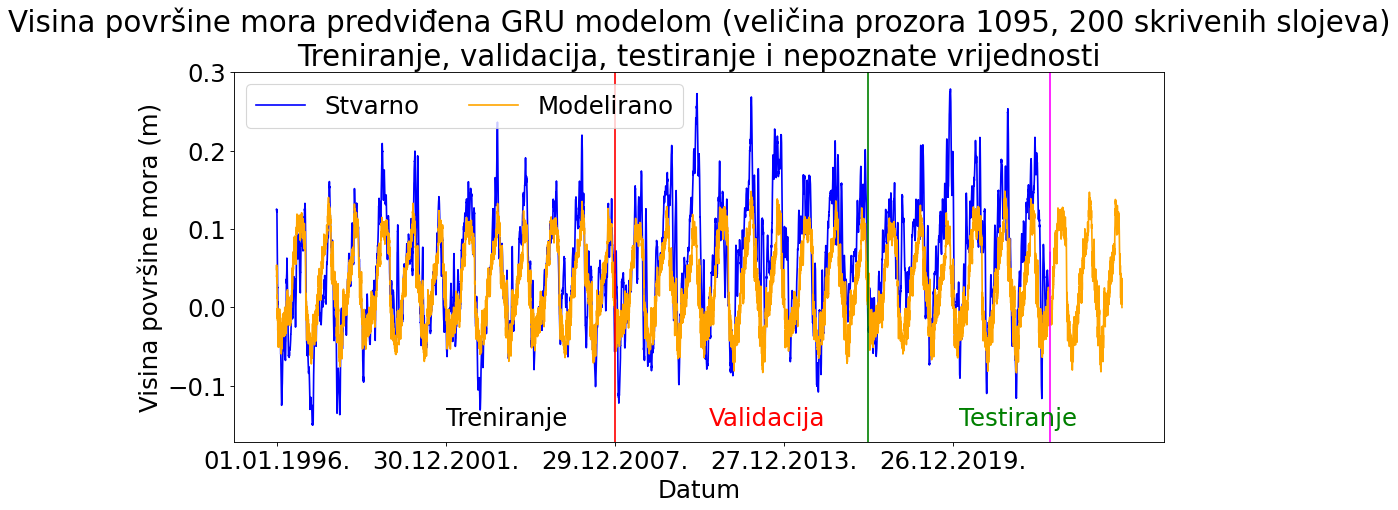 Visina površine mora predviđena GRU modelom (veličina prozora 1095, 200 skrivenih slojeva)
Treniranje, validacija, testiranje i nepoznate vrijednosti
Stvarno Modelirano
Visina površine mora (m)
0.3
0.2
0.1
0.0
−0.1
Treniranje Validacija Testiranje
01.01.1996. 30.12.2001. 29.12.2007. 27.12.2013. 26.12.2019.
Datum